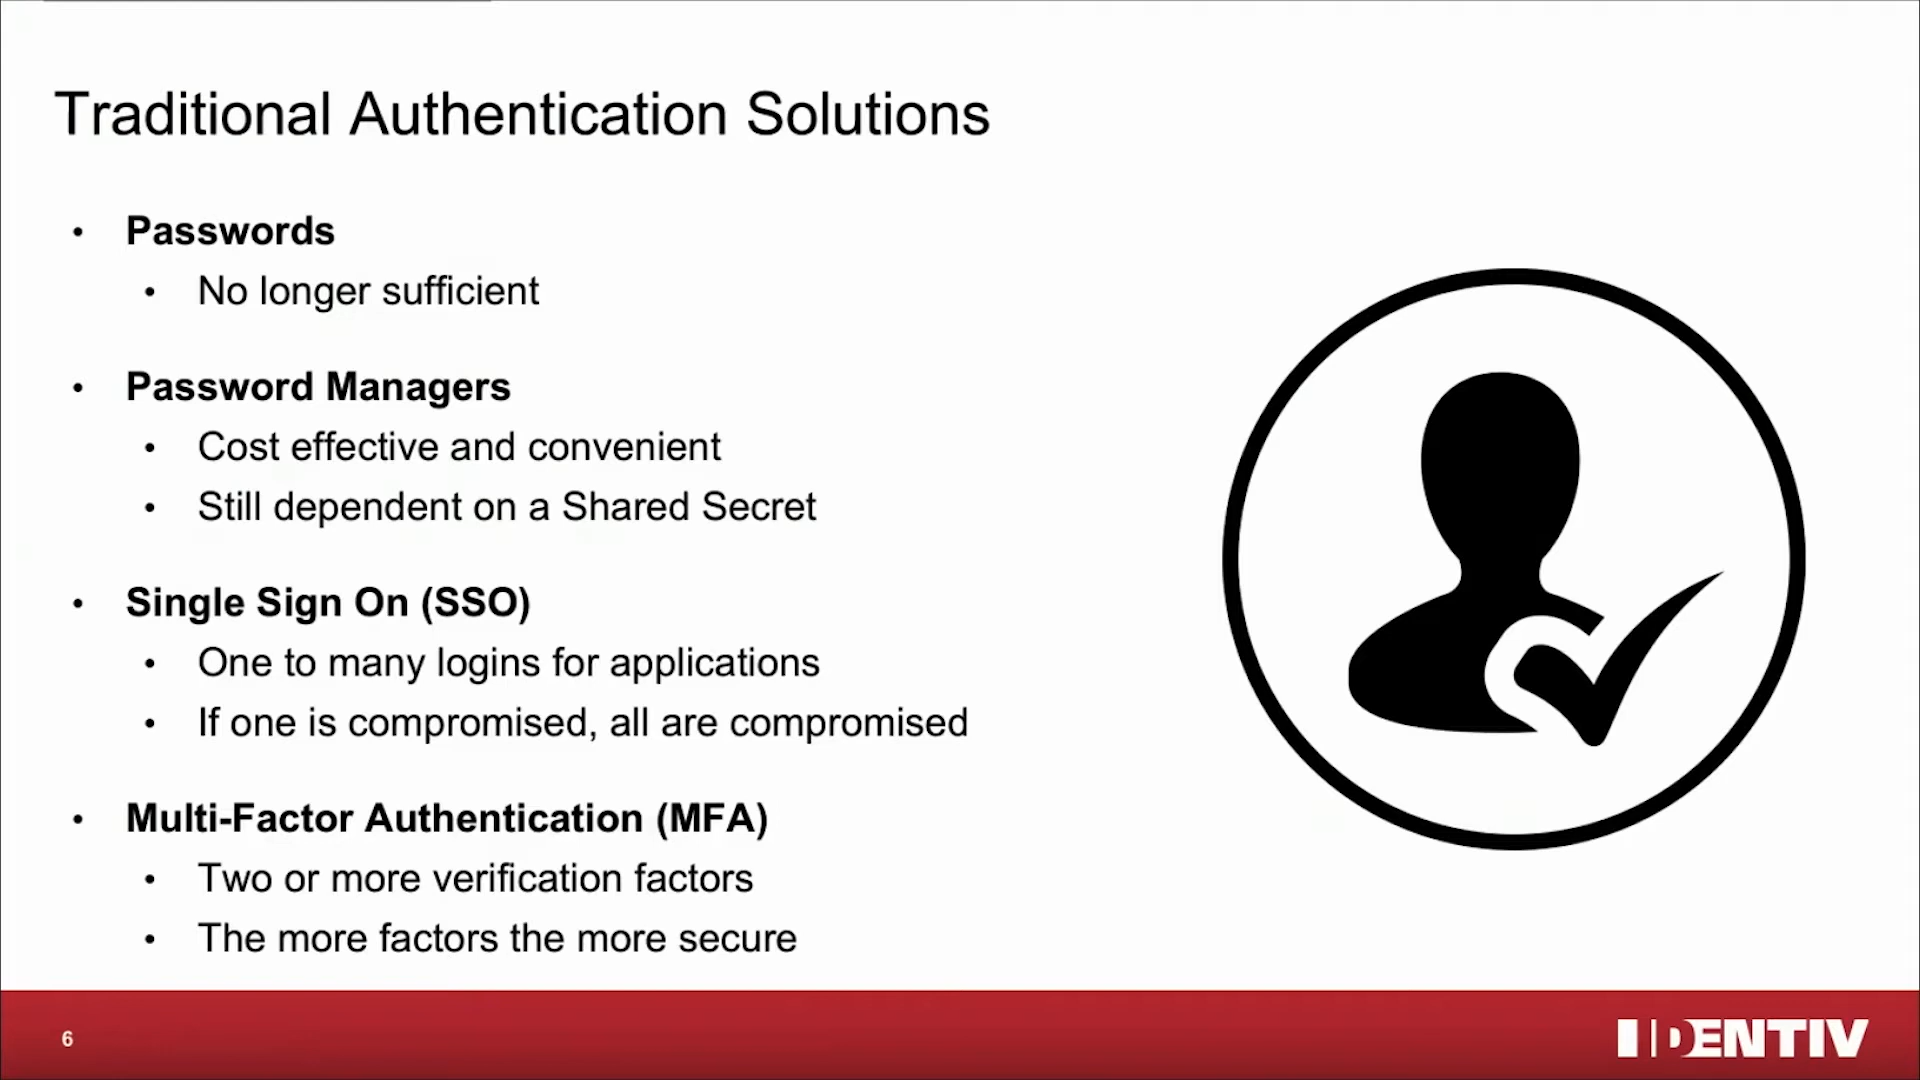 Traditional Authentication Solutions
• Passwords
• No longer sufficient
• Password Managers
• Cost effective and convenient
• Still dependent on a Shared Secret
• Single Sign On (SSO)
• One to many logins for applications
• If one is compromised, all are compromised
• Multi-Factor Authentication (MFA)
• Two or more verification factors
• The more factors the more secure
6
IDENTIV